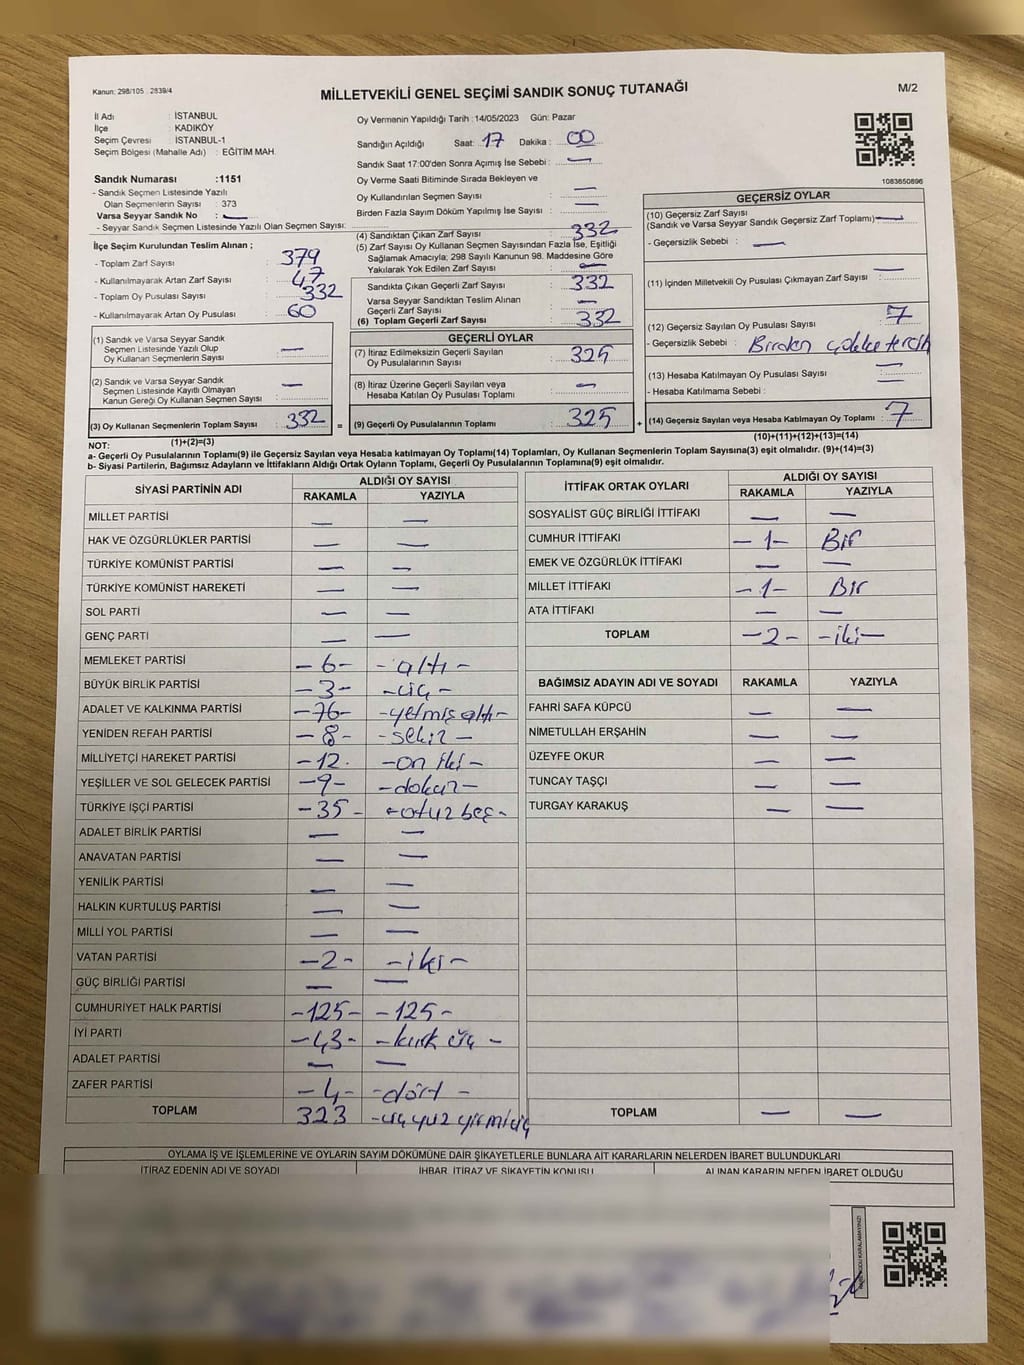 Kanun: 298/105 . 2839/4
MİLLETVEKİLİ GENEL SEÇİMİ SANDIK SONUÇ TUTANAĞI
M/2
İl Adı : İSTANBUL
İlçe : KADIKÖY
Seçim Çevresi : İSTANBUL-1
Seçim Bölgesi (Mahalle Adı) : EĞİTİM MAH.
Sandık Numarası :1151
- Sandık Seçmen Listesinde Yazılı
Olan Seçmenlerin Sayısı : 373
Varsa Seyyar Sandık No : —
- Seyyar Sandık Seçmen Listesinde Yazılı Olan Seçmen Sayısı:
İlçe Seçim Kurulundan Teslim Alınan ;
- Toplam Zarf Sayısı : 379
- Kullanılmayarak Artan Zarf Sayısı : 47
- Toplam Oy Pusulası Sayısı : 332
- Kullanılmayarak Artan Oy Pusulası : 60
(1) Sandık ve Varsa Seyyar Sandık
Seçmen Listesinde Yazılı Olup
Oy Kullanan Seçmenlerin Sayısı : —
(2) Sandık ve Varsa Seyyar Sandık
Seçmen Listesinde Kayıtlı Olmayan
Kanun Gereği Oy Kullanan Seçmen Sayısı : —
(3) Oy Kullanan Seçmenlerin Toplam Sayısı : 332
Oy Vermenin Yapıldığı Tarih : 14/05/2023 Gün: Pazar
Sandığın Açıldığı Saat: 17 Dakika : 00
Sandık Saat 17:00'den Sonra Açımış İse Sebebi : —
Oy Verme Saati Bitiminde Sırada Bekleyen ve
Oy Kullandırılan Seçmen Sayısı : —
Birden Fazla Sayım Döküm Yapılmış İse Sayısı : —
(4) Sandıktan Çıkan Zarf Sayısı : 332
(5) Zarf Sayısı Oy Kullanan Seçmen Sayısından Fazla İse, Eşitliği
Sağlamak Amacıyla; 298 Sayılı Kanunun 98. Maddesine Göre
Yakılarak Yok Edilen Zarf Sayısı : —
Sandıkta Çıkan Geçerli Zarf Sayısı : 332
Varsa Seyyar Sandıktan Teslim Alınan
Geçerli Zarf Sayısı : —
(6) Toplam Geçerli Zarf Sayısı : 332
GEÇERLİ OYLAR
(7) İtiraz Edilmeksizin Geçerli Sayılan
Oy Pusulasının Sayısı : 325
(8) İtiraz Üzerine Geçerli Sayılan veya
Hesaba Katılan Oy Pusulası Toplamı : —
= (9) Geçerli Oy Pusulalarının Toplamı : 325 +
1083650896
GEÇERSİZ OYLAR
(10) Geçersiz Zarf Sayısı
(Sandık ve Varsa Seyyar Sandık Geçersiz Zarf Toplamı): —
- Geçersizlik Sebebi : —
(11) İçinden Milletvekili Oy Pusulası Çıkmayan Zarf Sayısı : —
(12) Geçersiz Sayılan Oy Pusulası Sayısı : 7
- Geçersizlik Sebebi : Birden çokke tercih
(13) Hesaba Katılmayan Oy Pusulası Sayısı : —
- Hesaba Katılmama Sebebi : —
(14) Geçersiz Sayılan veya Hesaba Katılmayan Oy Toplamı : 7
NOT: (1)+(2)=(3)
(10)+(11)+(12)+(13)=(14)
a- Geçerli Oy Pusulasının Toplamı(9) ile Geçersiz Sayılan veya Hesaba katılmayan Oy Toplamı(14) Toplamları, Oy Kullanan Seçmenlerin Toplam Sayısına(3) eşit olmalıdır. (9)+(14)=(3)
b- Siyasi Partilerin, Bağımsız Adayların ve İttifakların Aldığı Ortak Oyların Toplamı, Geçerli Oy Pusulalarının Toplamına(9) eşit olmalıdır.
SİYASİ PARTİNİN ADI ALDIĞI OY SAYISI
RAKAMLA YAZIYLA
MİLLET PARTİSİ — —
HAK VE ÖZGÜRLÜKLER PARTİSİ — —
TÜRKİYE KOMÜNİST PARTİSİ — —
TÜRKİYE KOMÜNİST HAREKETİ — —
SOL PARTİ — —
GENÇ PARTİ — —
MEMLEKET PARTİSİ -6- -altı-
BÜYÜK BİRLİK PARTİSİ -3- -üç-
ADALET VE KALKINMA PARTİSİ -76- -yetmiş altı-
YENİDEN REFAH PARTİSİ -8- -sekiz-
MİLLİYETÇİ HAREKET PARTİSİ -12- -on iki-
YEŞİLLER VE SOL GELECEK PARTİSİ -9- -dokuz-
TÜRKİYE İŞÇİ PARTİSİ -35- -otuz beş-
ADALET BİRLİK PARTİSİ — —
ANAVATAN PARTİSİ — —
YENİLİK PARTİSİ — —
HALKIN KURTULUŞ PARTİSİ — —
MİLLİ YOL PARTİSİ — —
VATAN PARTİSİ -2- -iki-
GÜÇ BİRLİĞİ PARTİSİ — —
CUMHURİYET HALK PARTİSİ -125- -125-
İYİ PARTİ -43- -kırk üç-
ADALET PARTİSİ — —
ZAFER PARTİSİ -4- -dört-
TOPLAM 323 -üçyüz yirmiüç
İTTİFAK ORTAK OYLARI ALDIĞI OY SAYISI
RAKAMLA YAZIYLA
SOSYALİST GÜÇ BİRLİĞİ İTTİFAKI — —
CUMHUR İTTİFAKI -1- Bir
EMEK VE ÖZGÜRLÜK İTTİFAKI — —
MİLLET İTTİFAKI -1- Bir
ATA İTTİFAKI — —
TOPLAM -2- -iki-
BAĞIMSIZ ADAYIN ADI VE SOYADI RAKAMLA YAZIYLA
FAHRİ SAFA KÜPCÜ — —
NİMETULLAH ERŞAHİN — —
ÜZEYFE OKUR — —
TUNCAY TAŞÇI — —
TURGAY KARAKUŞ — —
TOPLAM — —
OYLAMA İŞ VE İŞLEMLERİNE VE OYLARIN SAYIM DÖKÜMÜNE DAİR ŞİKAYETLERLE BUNLARA AİT KARARLARIN NELERDEN İBARET BULUNDUKLARI
İTİRAZ EDENİN ADI VE SOYADI İHBAR, İTİRAZ VE ŞİKAYETİN KONUSU ALINAN KARARIN NEDEN İBARET OLDUĞU